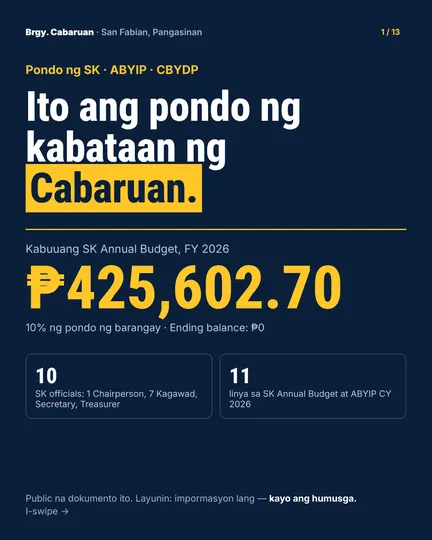 Brgy. Cabaruan · San Fabian, Pangasinan
1 / 13
Pondo ng SK · ABYIP · CBYDP
Ito ang pondo ng
kabataan ng
Cabaruan.
Kabuuang SK Annual Budget, FY 2026
₱425,602.70
10% ng pondo ng barangay · Ending balance: ₱0
10
SK officials: 1 Chairperson, 7 Kagawad,
Secretary, Treasurer
11
linya sa SK Annual Budget at ABYIP CY
2026
Public na dokumento ito. Layunin: impormasyon lang — kayo ang humusga.
I-swipe →